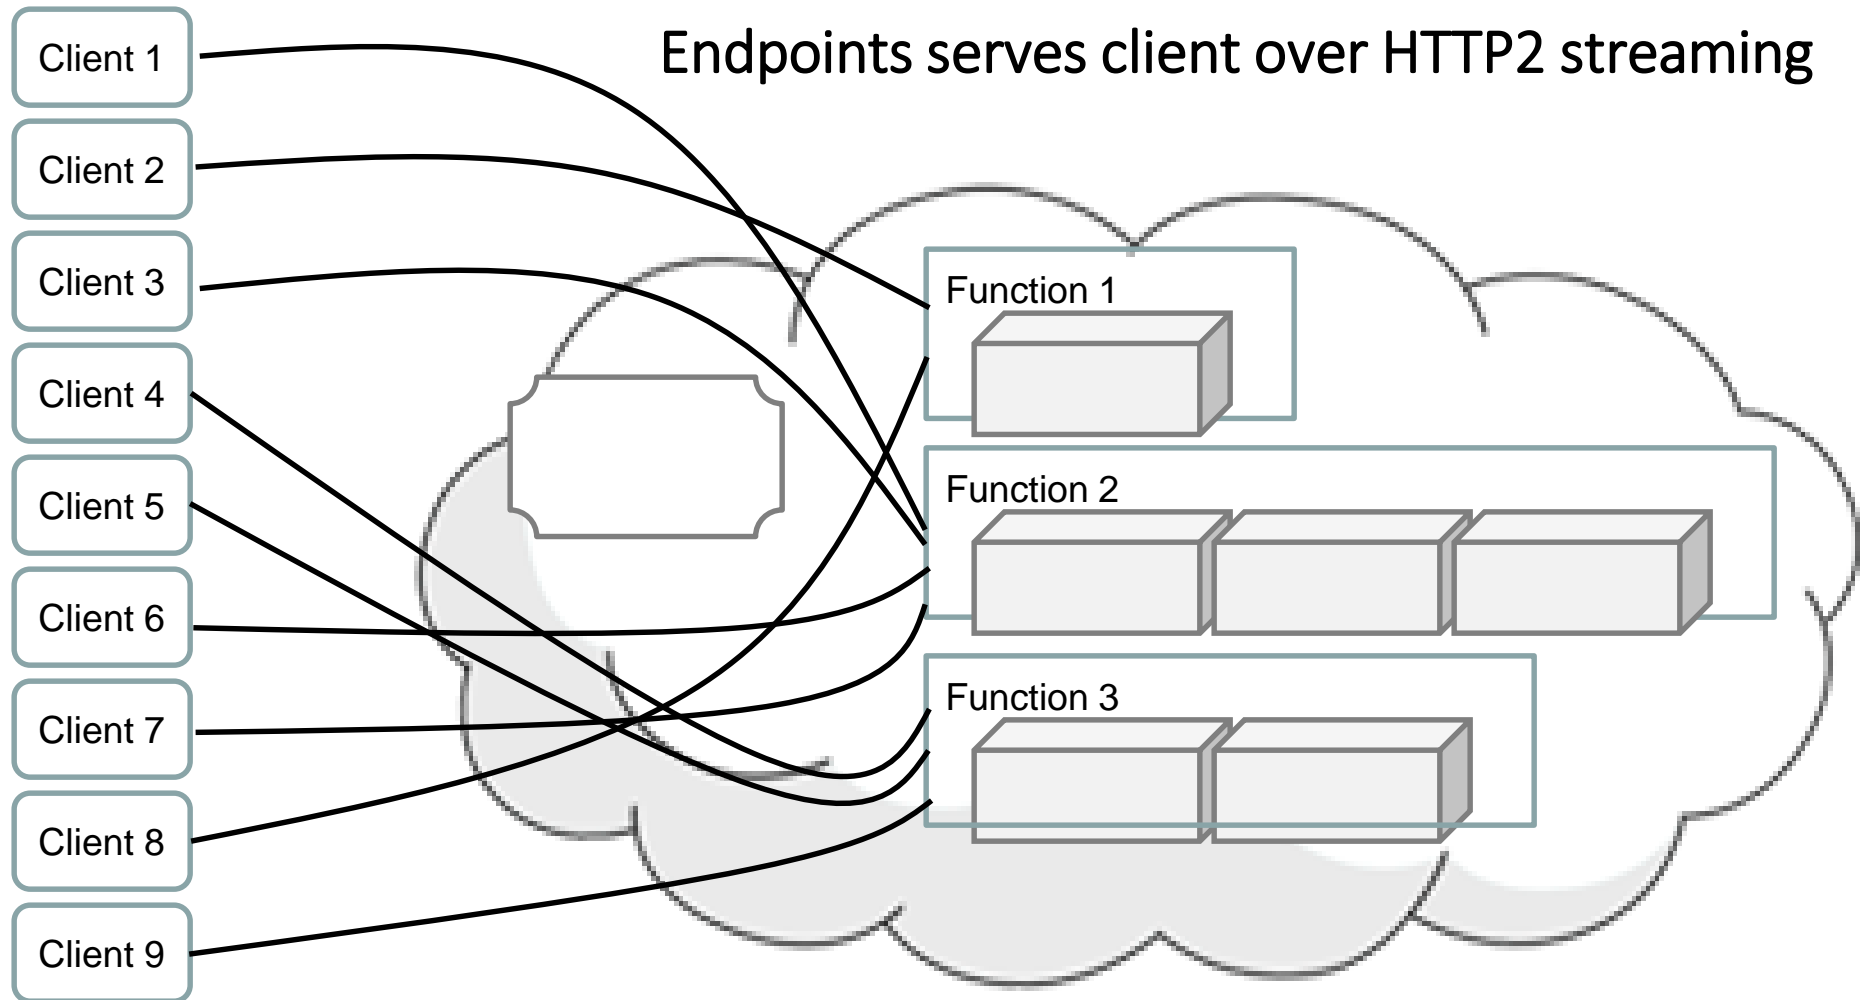 Endpoints serves client over HTTP2 streaming
Client 1
Client 2
Client 3
Client 4
Client 5
Client 6
Client 7
Client 8
Client 9
Function 1
Function 2
Function 3